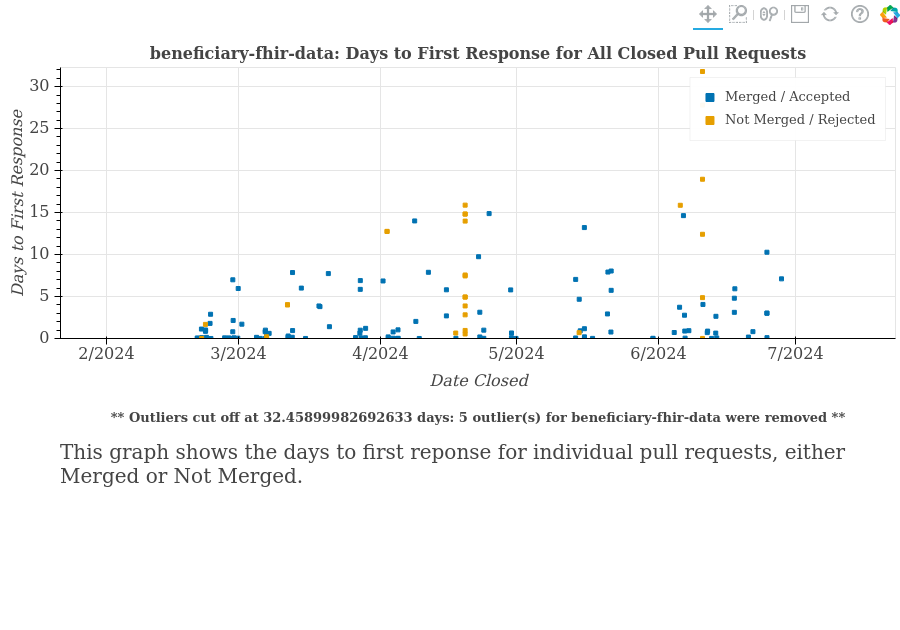 beneficiary-fhir-data: Days to First Response for All Closed Pull Requests
Days to First Response
30
25
20
15
10
5
0
Merged / Accepted
Not Merged / Rejected
2/2024 3/2024 4/2024 5/2024 6/2024 7/2024
Date Closed
** Outliers cut off at 32.45899982692633 days: 5 outlier(s) for beneficiary-fhir-data were removed **
This graph shows the days to first reponse for individual pull requests, either
Merged or Not Merged.